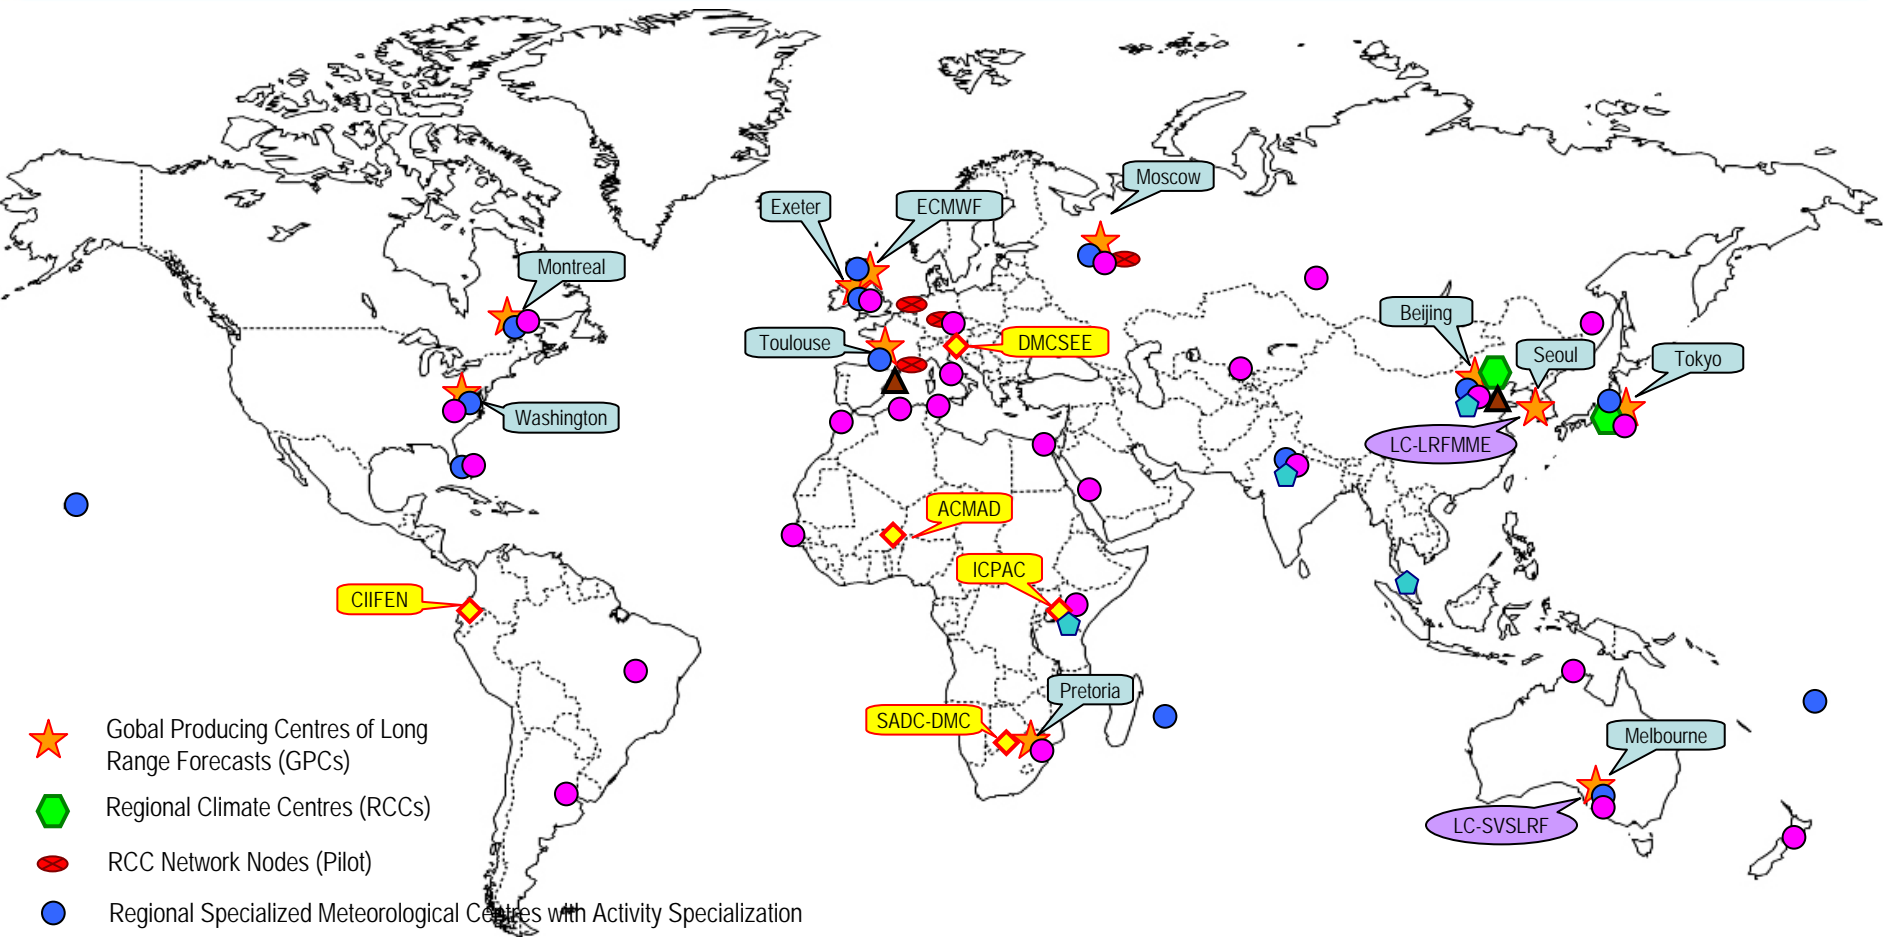 Moscow
Exeter
ECMWF
Montreal
Beijing
Toulouse
DMCSEE
Seoul
Tokyo
Washington
LC-LRFMME
ACMAD
ICPAC
CIIFEN
Pretoria
SADC-DMC
Melbourne
LC-SVSLRF
Gobal Producing Centres of Long
Range Forecasts (GPCs)
Regional Climate Centres (RCCs)
RCC Network Nodes (Pilot)
Regional Specialized Meteorological Centres with Activity Specialization